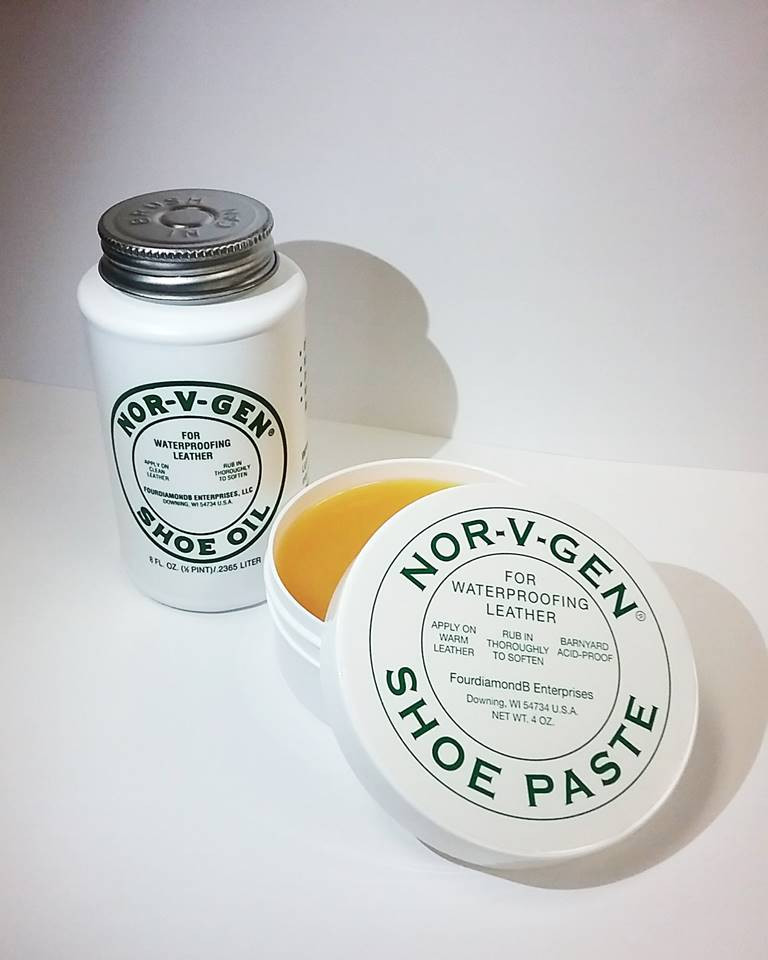 BRUSH
IN CAN
NOR-V-GEN®
FOR
WATERPROOFING
LEATHER
APPLY ON
CLEAN
LEATHER
RUB IN
THOROUGHLY
TO SOFTEN
FOURDIAMONDB ENTERPRISES, LLC
DOWNING, WI 54734 U.S.A.
SHOE OIL
8 FL. OZ. (½ PINT)/.2365 LITER
NOR-V-GEN®
FOR
WATERPROOFING
LEATHER
APPLY ON
WARM
LEATHER
RUB IN
THOROUGHLY
TO SOFTEN
BARNYARD
ACID-PROOF
FourdiamondB Enterprises
Downing, WI 54734 U.S.A.
NET WT. 4 OZ.
SHOE PASTE